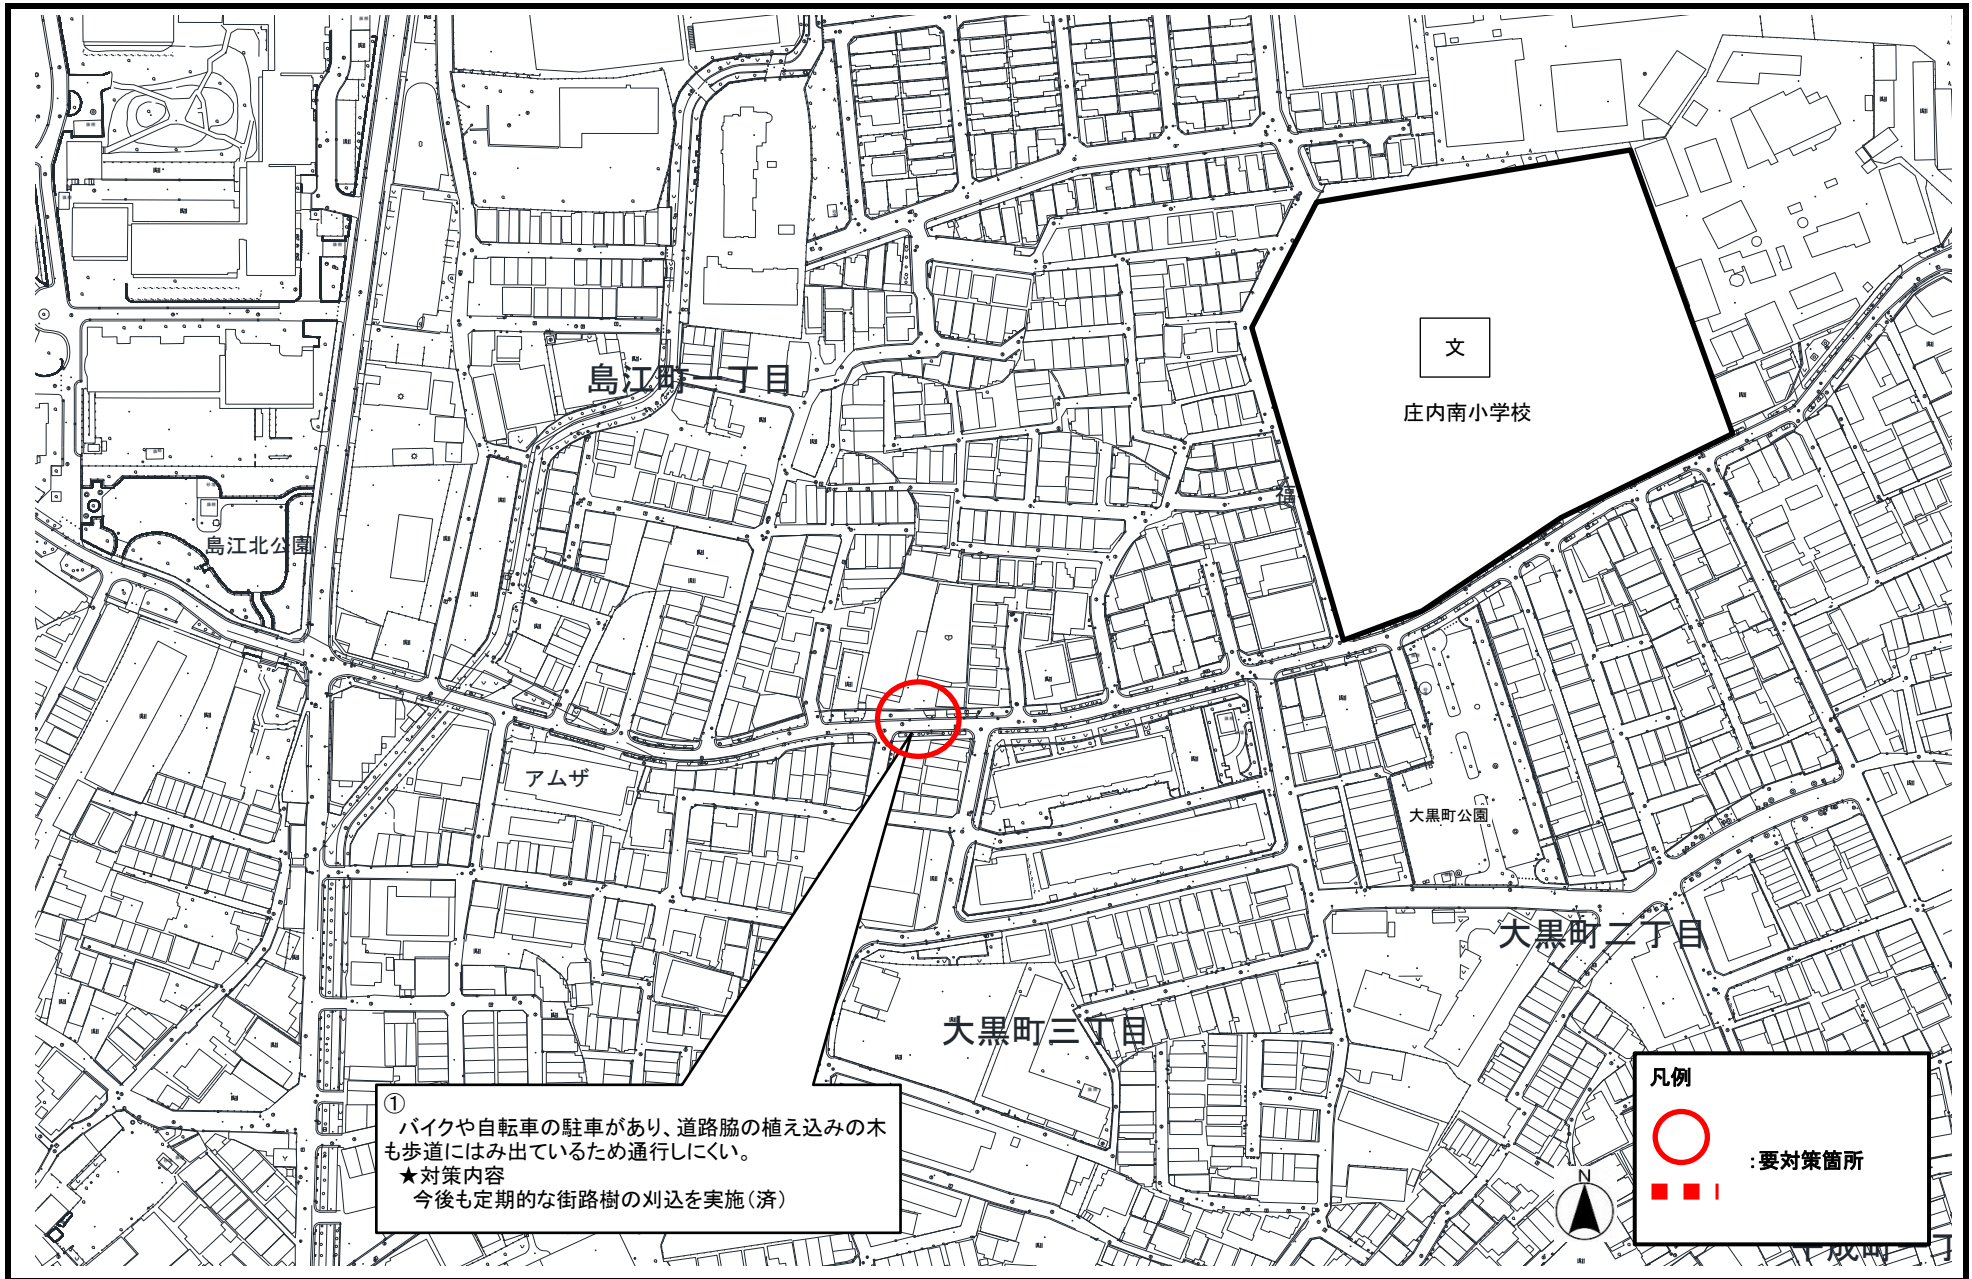 文
庄内南小学校
島江町一丁目
福
島江北公園
アムザ
大黒町公園
大黒町二丁目
大黒町三丁目
①
バイクや自転車の駐車があり、道路脇の植え込みの木
も歩道にはみ出ているため通行しにくい。
★対策内容
今後も定期的な街路樹の刈込を実施(済)
凡例
:要対策箇所
N